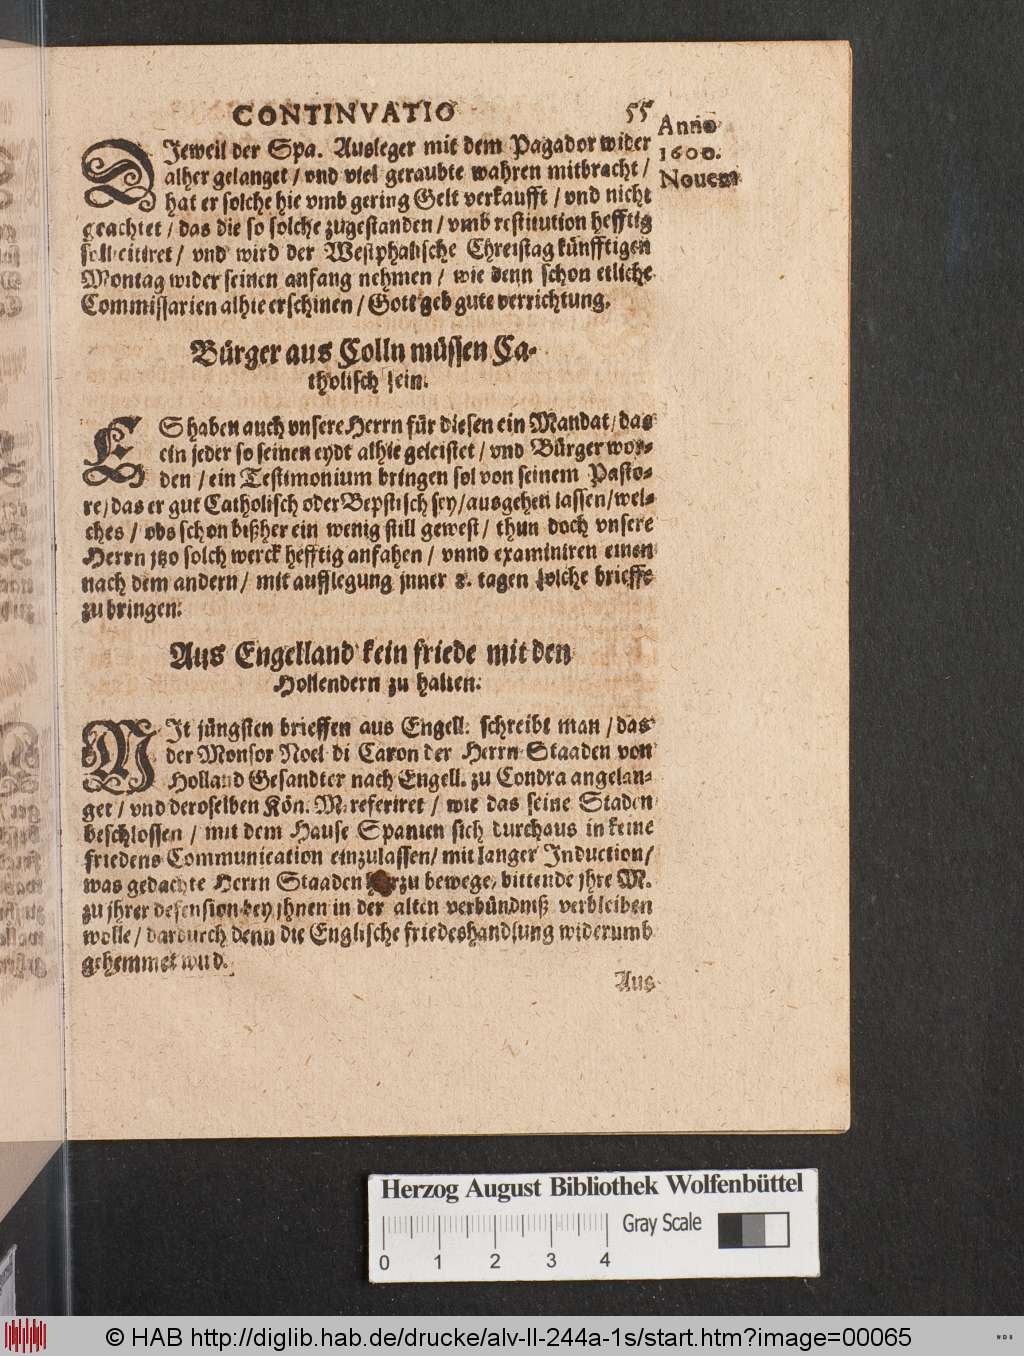 CONTINVATIO 55
Anno
1600.
Nouem
DJeweil der Spa. Ausleger mit dem Pagador wider
alher gelanget / vnd viel geraubte wahren mitbracht /
hat er solche hie vmb gering Gelt verkaufft / vnd nicht
geachtet / das die so solche zugestanden / vmb restitution hefftig
sollicitiret / vnd wird der Westphalische Chreistag künfftigen
Montag wider seinen anfang nehmen / wie denn schon etliche
Commissarien alhie erschinen / Gott geb gute verrichtung.
Bürger aus Colln müssen Ca-
tholisch sein.
ES haben auch vnsere Herrn für diesen ein Mandat / das
ein jeder so seinen eydt alhie geleistet / vnd Bürger wor-
den / ein Testimonium bringen sol von seinem Pasto-
re / das er gut Catholisch oder Bepstisch sey / ausgehen lassen / wel-
ches / obs schon bißher ein wenig still gewest / thun doch vnsere
Herrn jtzo solch werck hefftig anfahen / vnnd examiniren einen
nach dem andern / mit aufflegung jnner 8. tagen solche brieffe
zu bringen.
Aus Engelland kein friede mit den
Hollendern zu halten.
MIt jüngsten brieffen aus Engell. schreibt man / das
der Monsor Noel di Caron der Herrn Staaden von
Holland Gesandter nach Engell. zu Londra angelan-
get / vnd deroselben Kön. M. referiret / wie das seine Staden
beschlossen / mit dem Hause Spanien sich durchaus in keine
friedens Communication einzulassen / mit langer Induction /
was gedachte Herrn Staaden hierzu bewege, bittende jhre M.
zu jhrer defension bey jhnen in der alten verbündniß verbleiben
wolle / dardurch denn die Englische friedeshandlung widerumb
gehemmet wud.
Aus
Herzog August Bibliothek Wolfenbüttel
Gray Scale
0 1 2 3 4
© HAB http://diglib.hab.de/drucke/alv-ll-244a-1s/start.htm?image=00065